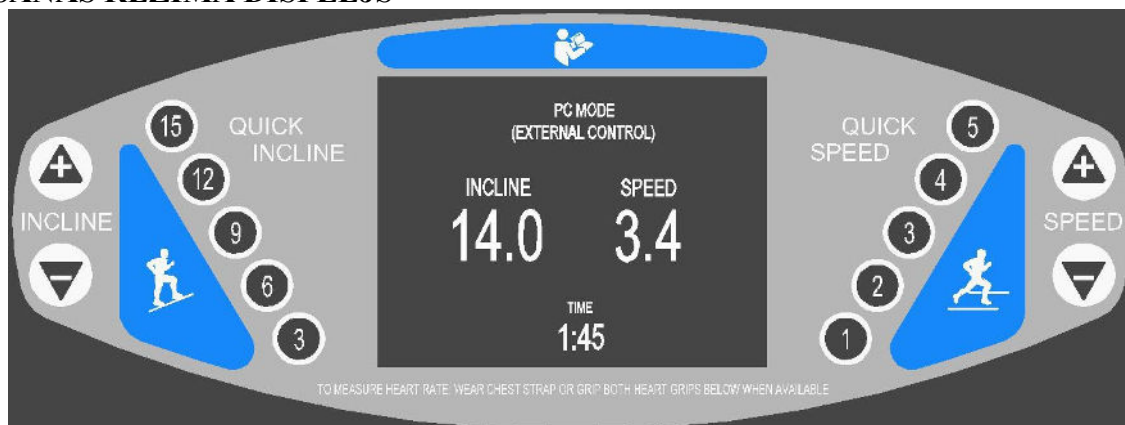 REŽĪMA DISPLEJS
PC MODE
(EXTERNAL CONTROL)
15
QUICK
INCLINE
12
9
6
3
INCLINE
INCLINE
14.0
SPEED
3.4
TIME
1:45
QUICK
SPEED
5
4
3
2
1
SPEED
TO MEASURE HEART RATE: WEAR CHEST STRAP OR GRIP BOTH HEART GRIPS BELOW WHEN AVAILABLE